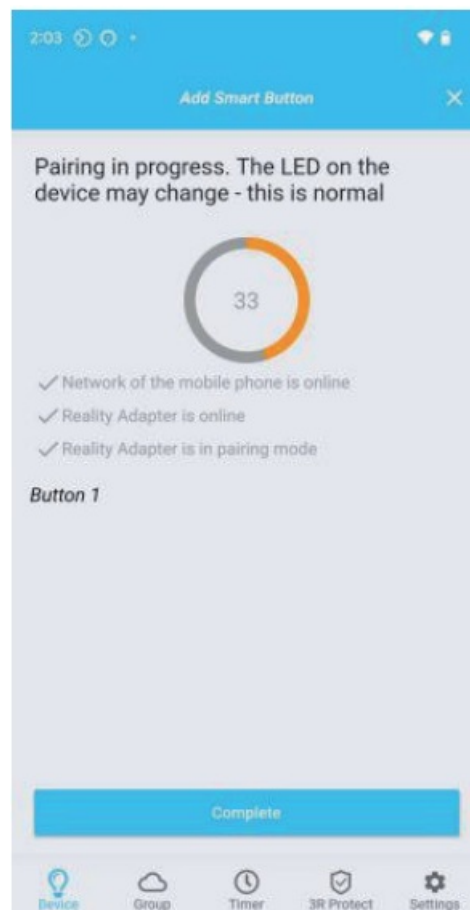 2:03
Add Smart Button
Pairing in progress. The LED on the
device may change - this is normal
33
Network of the mobile phone is online
Reality Adapter is online
Reality Adapter is in pairing mode
Button 1
Complete
Device Group Timer 3R Protect Settings